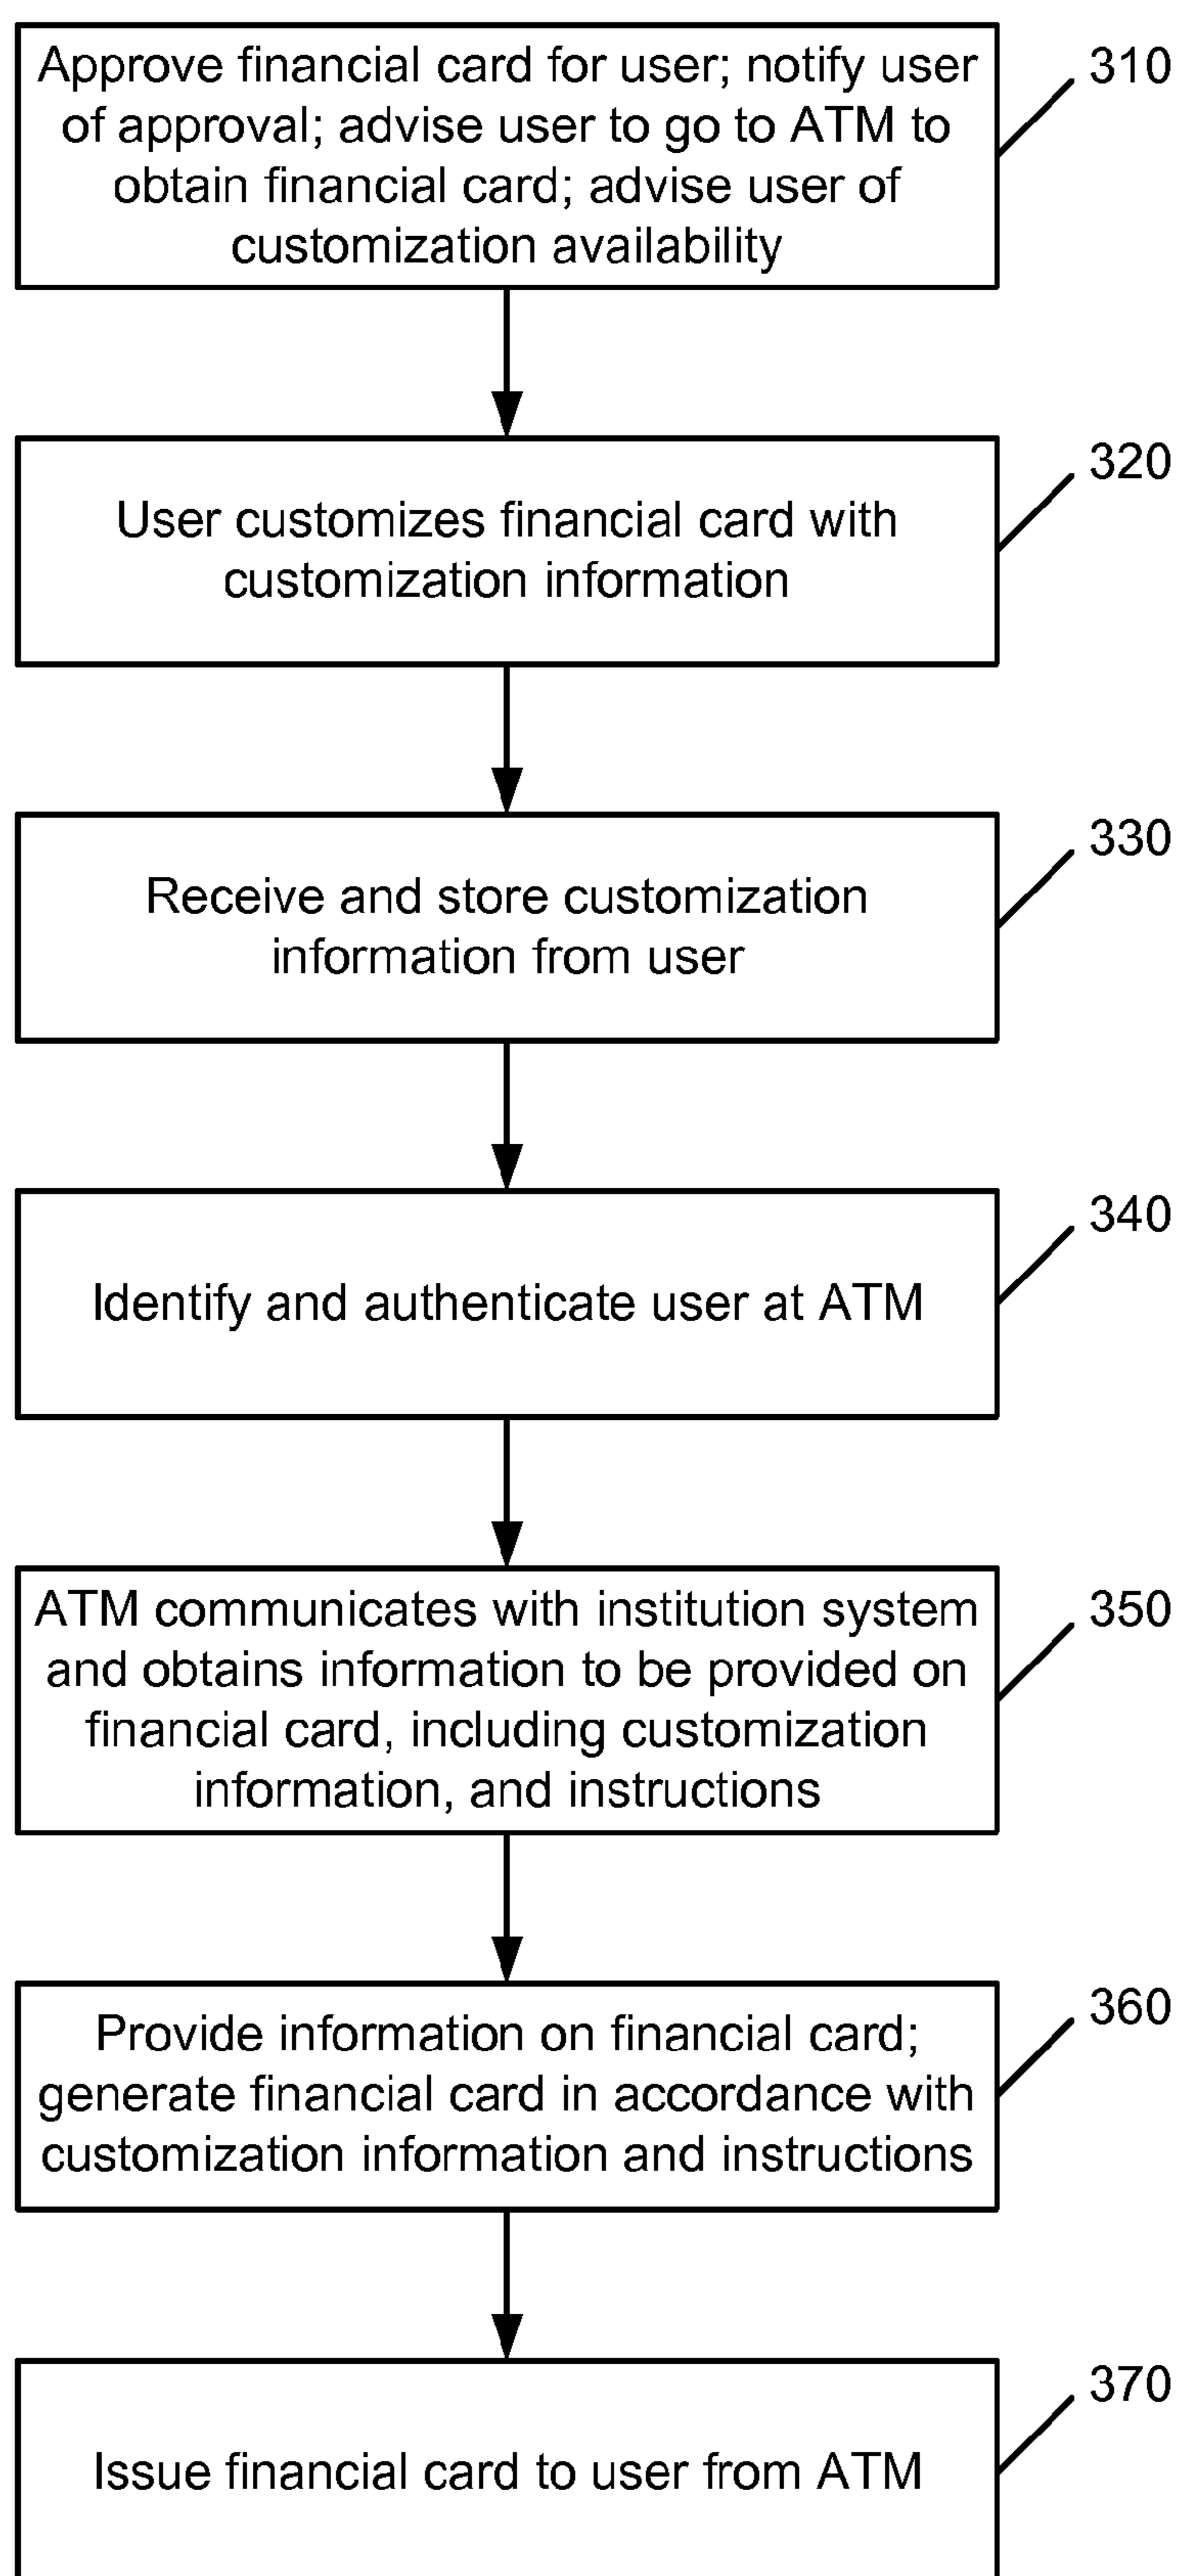 Approve financial card for user; notify user
of approval; advise user to go to ATM to
obtain financial card; advise user of
customization availability
310
User customizes financial card with
customization information
320
Receive and store customization
information from user
330
Identify and authenticate user at ATM
340
ATM communicates with institution system
and obtains information to be provided on
financial card, including customization
information, and instructions
350
Provide information on financial card;
generate financial card in accordance with
customization information and instructions
360
Issue financial card to user from ATM
370